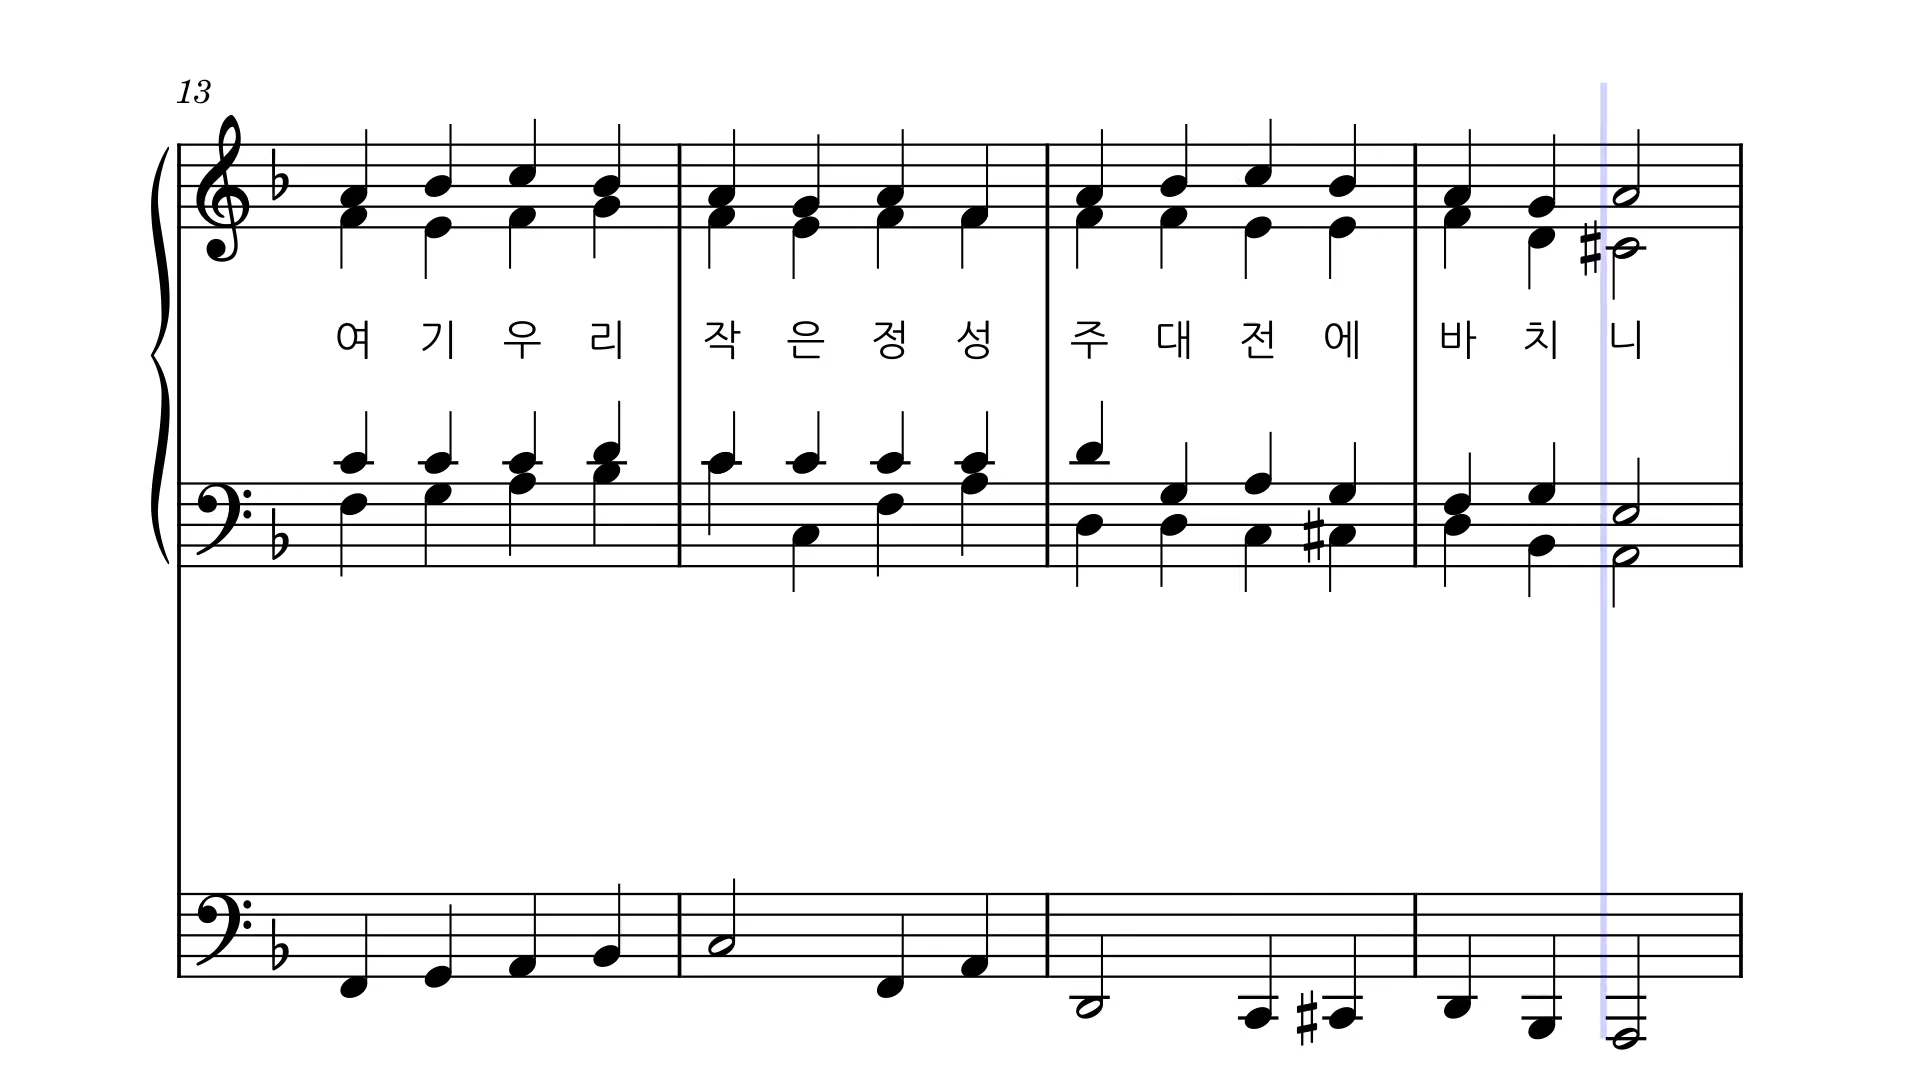 13
여 기 우 리 작 은 정 성 주 대 전 에 바 치 니